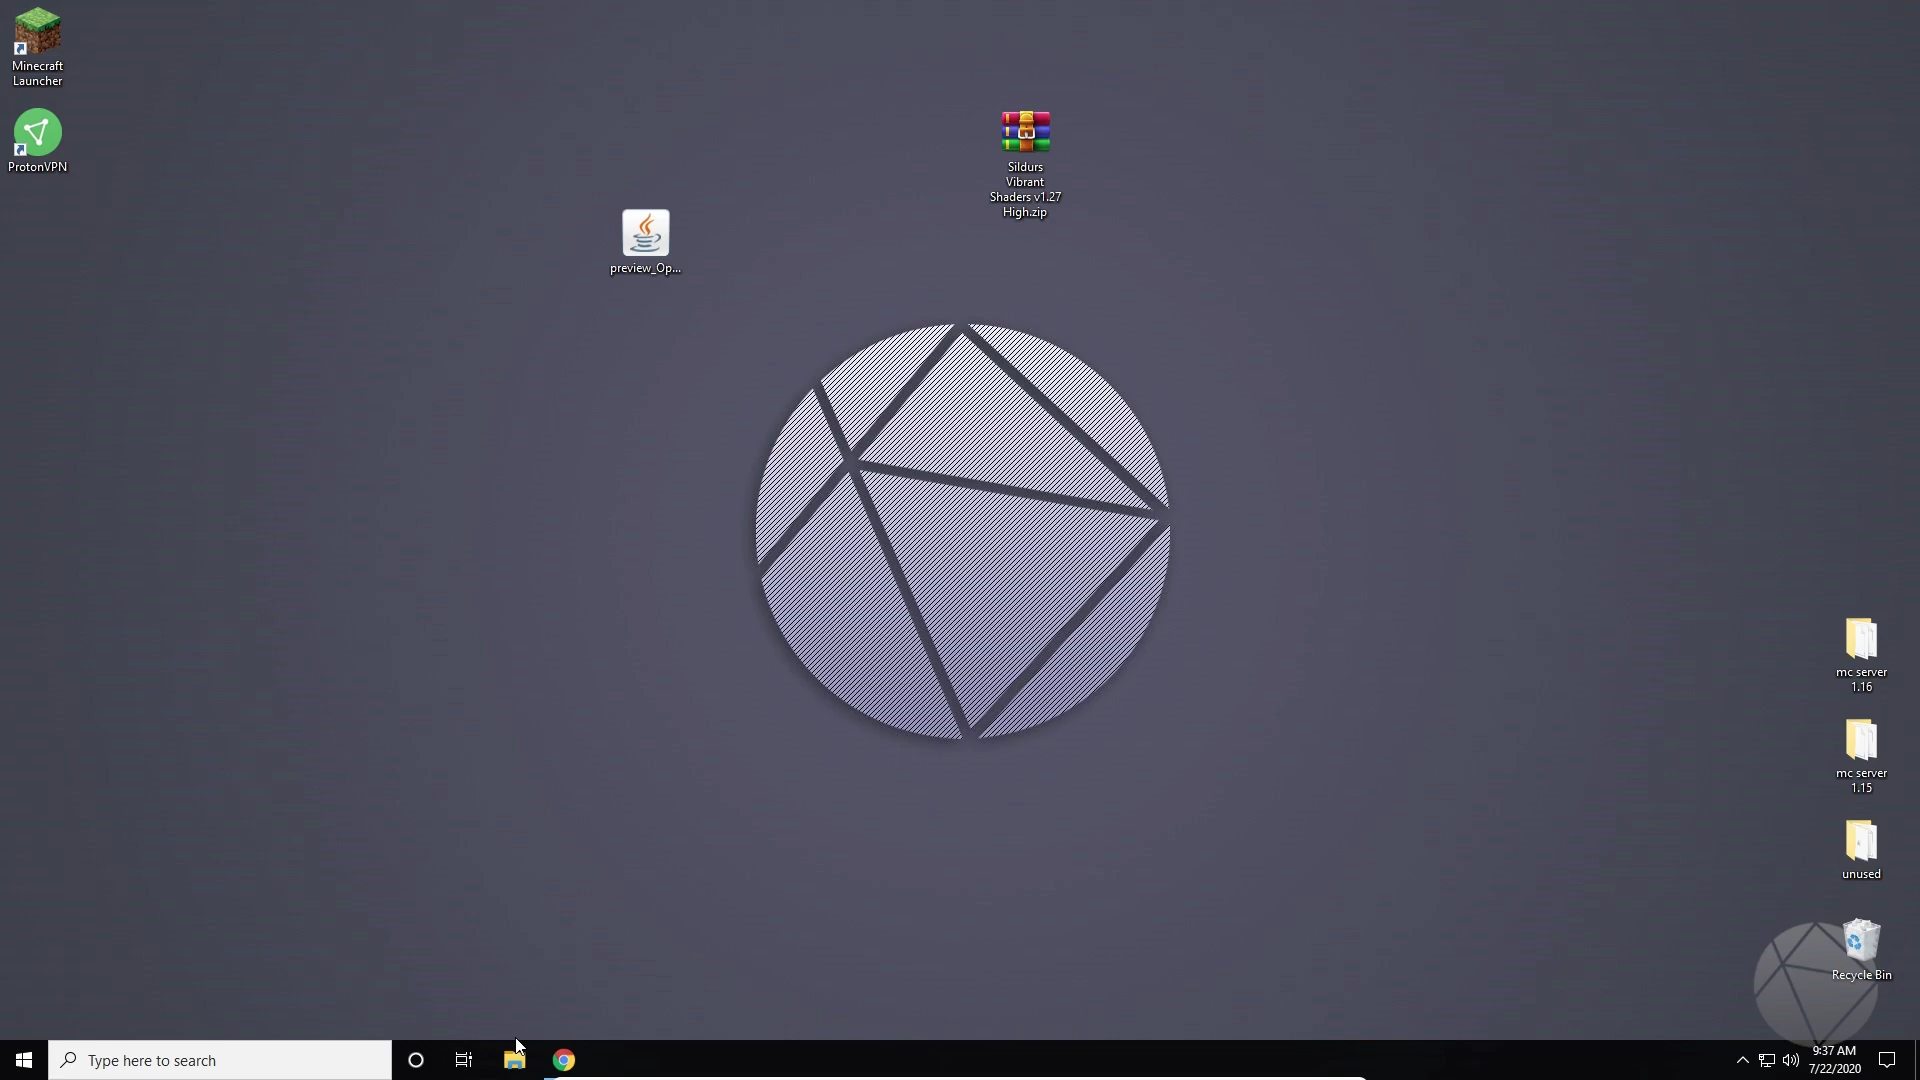 Minecraft
Launcher
ProtonVPN
Sildurs
Vibrant
Shaders v1.27
High.zip
preview_Op...
mc server
1.16
mc server
1.15
unused
Recycle Bin
Type here to search
9:37 AM
7/22/2020